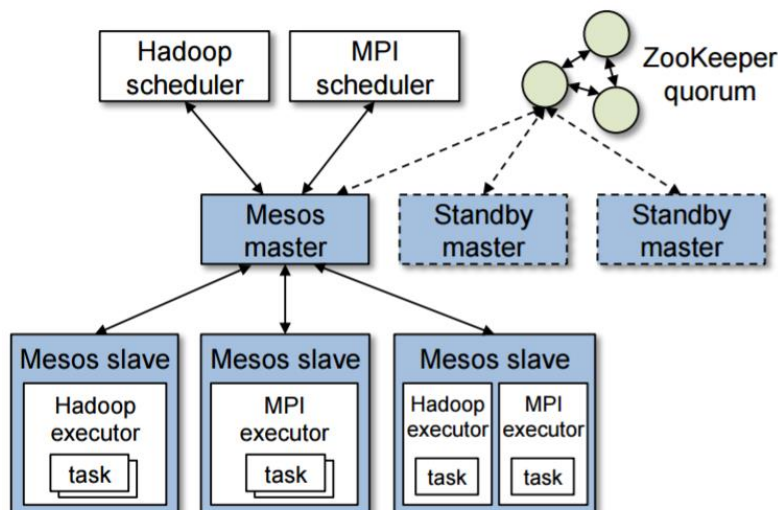 Hadoop
scheduler
MPI
scheduler
ZooKeeper
quorum
Mesos
master
Standby
master
Standby
master
Mesos slave
Hadoop
executor
task
Mesos slave
MPI
executor
task
Mesos slave
Hadoop
executor
task
MPI
executor
task